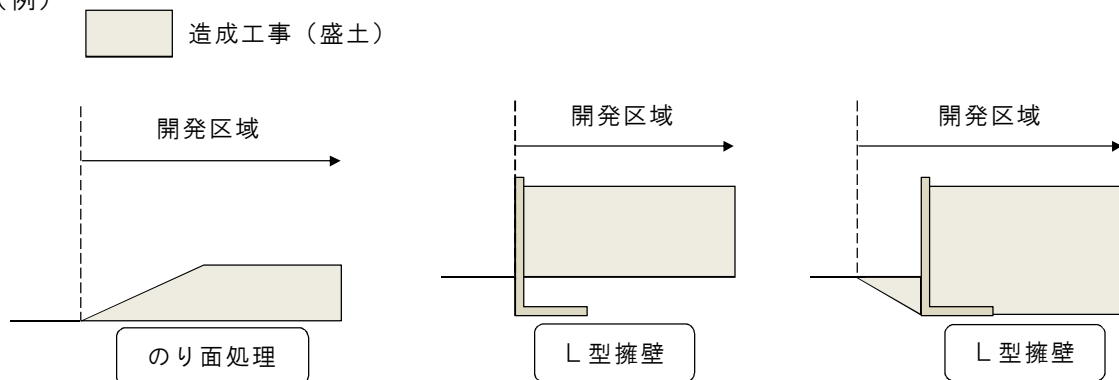 （例）
造成工事（盛土）
開発区域
開発区域
開発区域
のり面処理
Ｌ型擁壁
Ｌ型擁壁